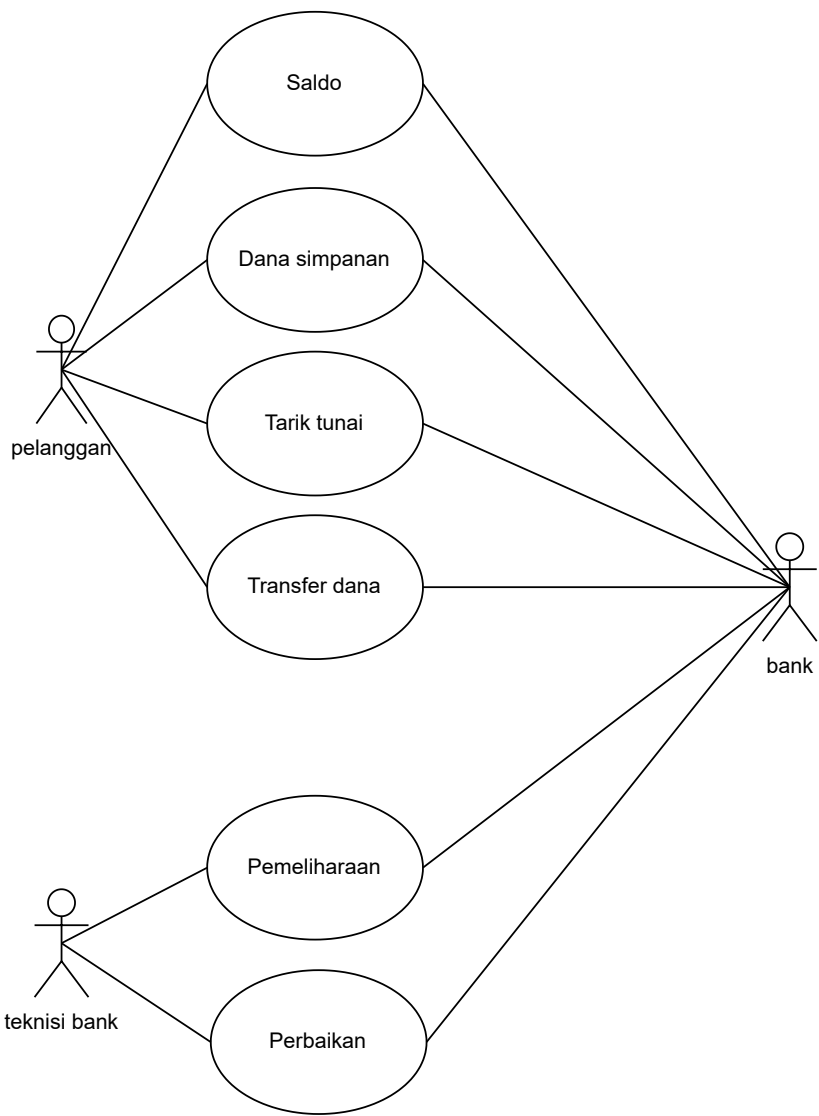 Saldo
Dana simpanan
pelanggan
Tarik tunai
Transfer dana
bank
Pemeliharaan
teknisi bank
Perbaikan